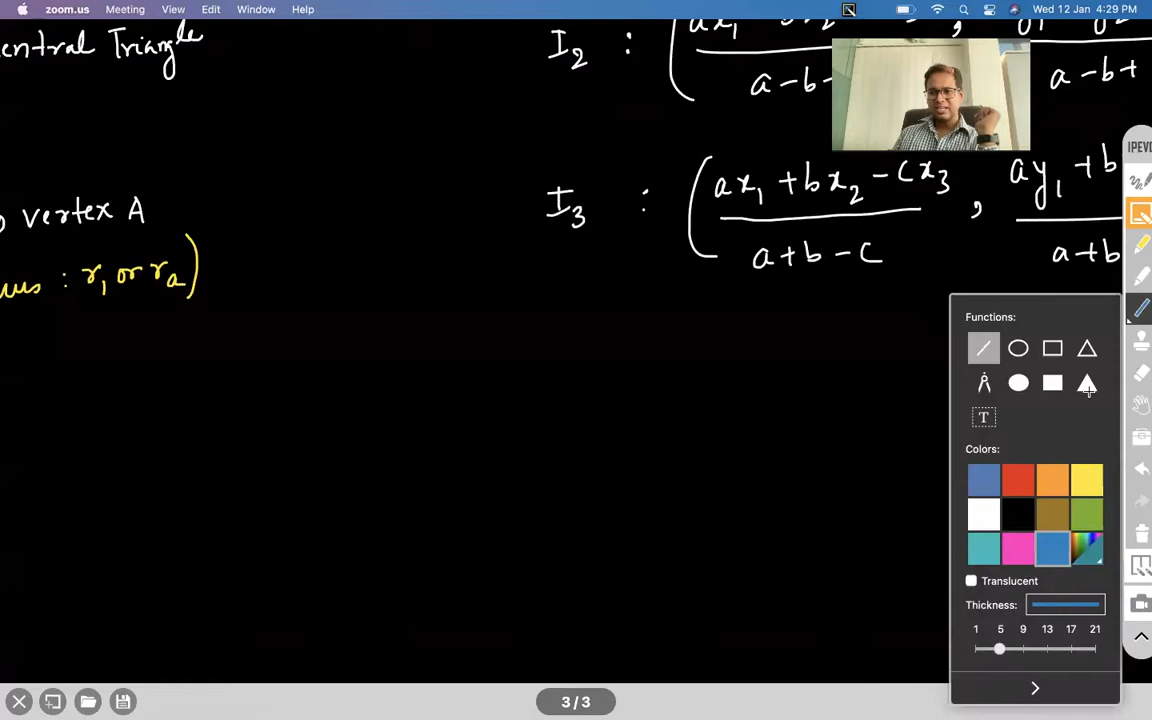 zoom.us Meeting View Edit Window Help Wed 12 Jan 4:29 PM
entral Triangle
I₂ :
a-b-
a-b+
vertex A
: r₁ or rₐ)
I₃ : (ax₁+bx₂-cx₃ , ay₁+b
a+b-c
a+b
IPEVO
Functions:
T
Colors:
Translucent
Thickness:
1 5 9 13 17 21
3/3